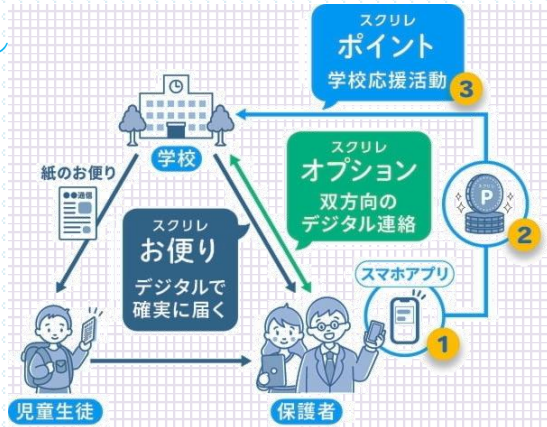 スクリレ
ポイント
学校応援活動
3
学校
紙のお便り
●●通信
スクリレ
オプション
双方向の
デジタル連絡
スクリレ
お便り
デジタルで
確実に届く
P
2
スマホアプリ
1
児童生徒
保護者